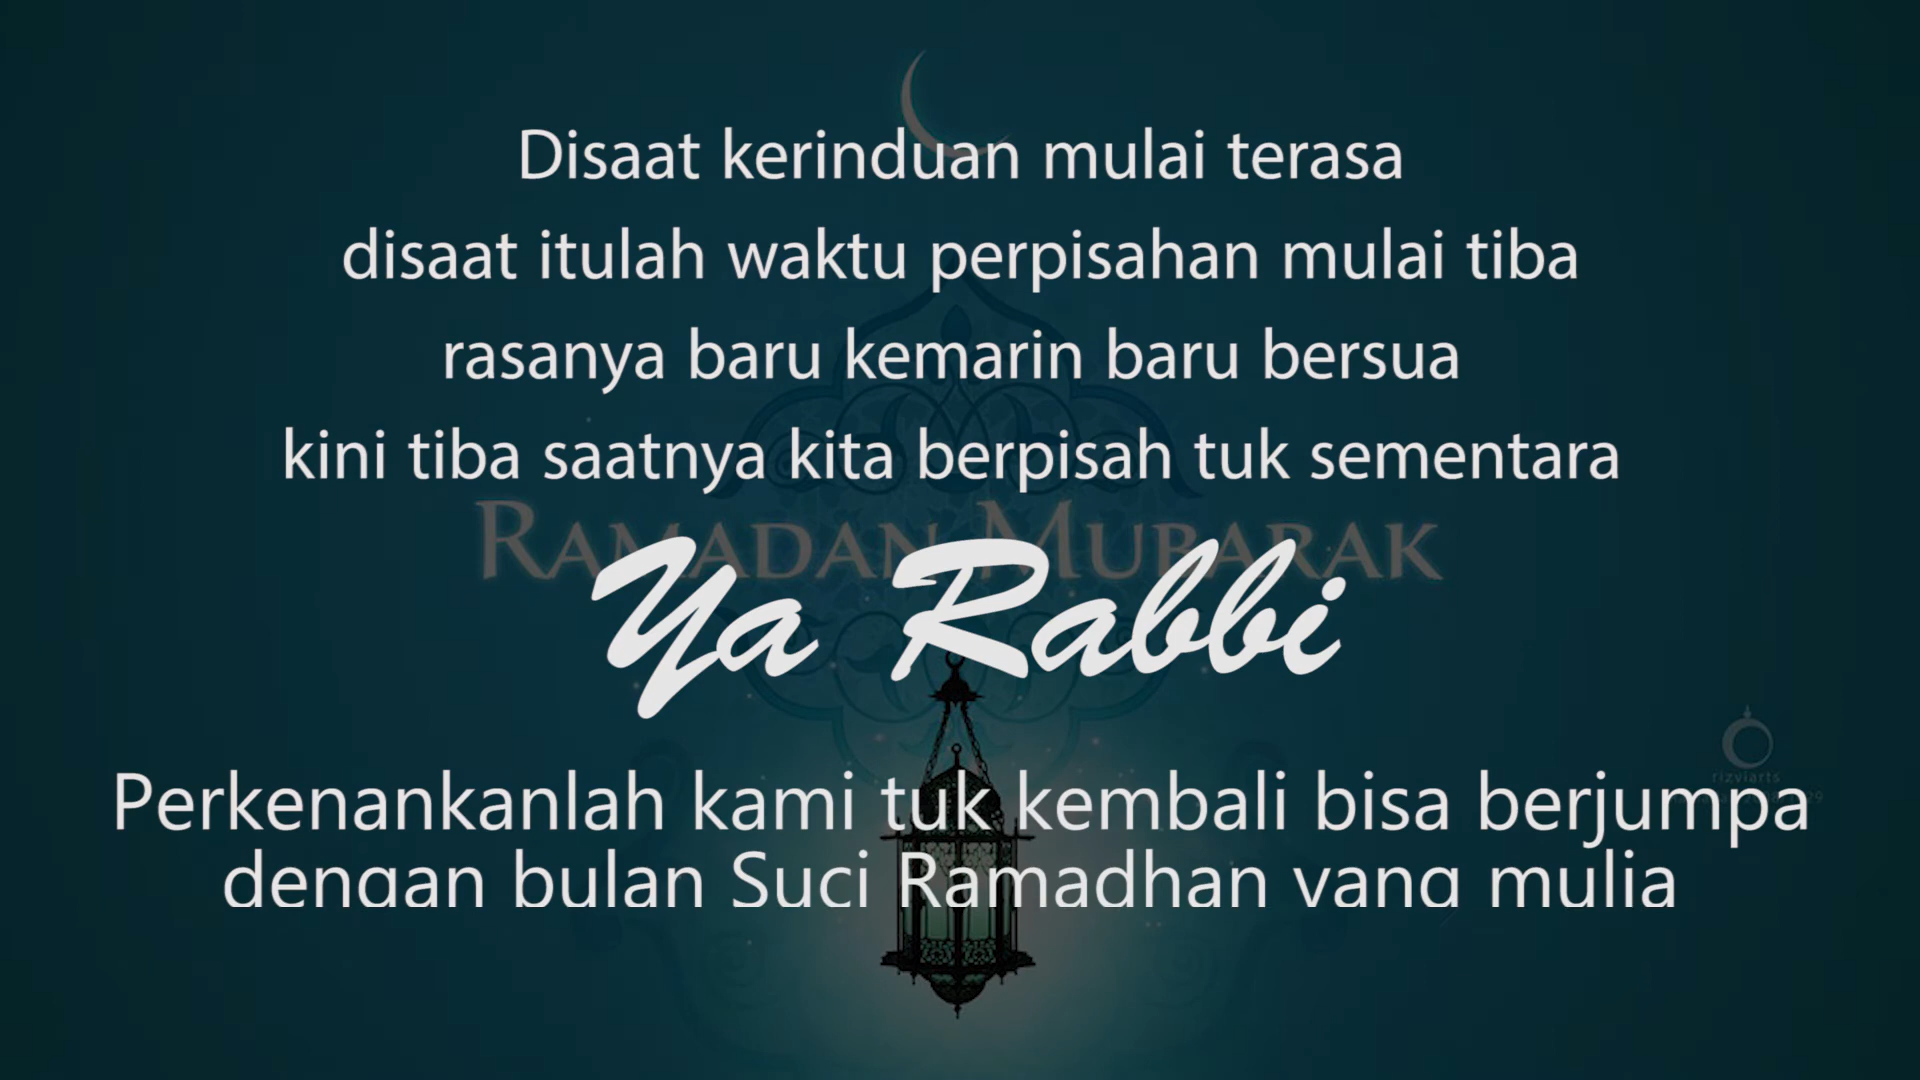 Disaat kerinduan mulai terasa
disaat itulah waktu perpisahan mulai tiba
rasanya baru kemarin baru bersua
kini tiba saatnya kita berpisah tuk sementara
RAMADAN MUBARAK
Ya Rabbi
rizviarts
Perkenankanlah kami tuk kembali bisa berjumpa
dengan bulan Suci Ramadhan yang mulia